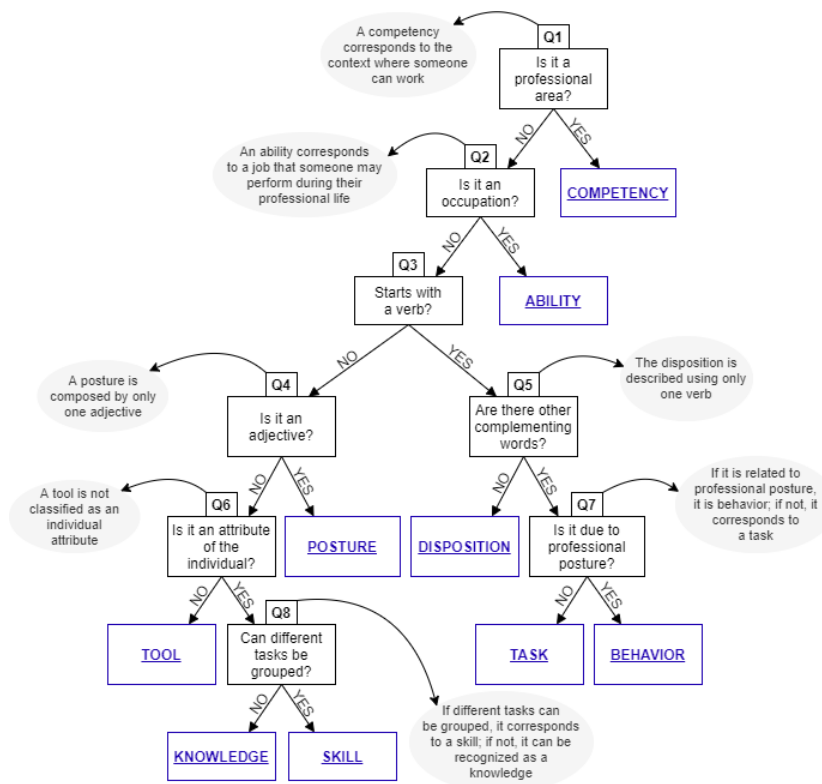 A competency
corresponds to the
context where someone
can work
Q1
Is it a
professional
area?
NO
YES
An ability corresponds
to a job that someone may
perform during their
professional life
Q2
Is it an
occupation?
COMPETENCY
NO
YES
Q3
Starts with
a verb?
ABILITY
NO
YES
A posture is
composed by only
one adjective
Q4
Is it an
adjective?
Q5
Are there other
complementing
words?
The disposition is
described using only
one verb
NO
YES
NO
YES
A tool is not
classified as an
individual
attribute
Q6
Is it an attribute
of the
individual?
POSTURE
DISPOSITION
Q7
Is it due to
professional
posture?
If it is related to
professional posture,
it is behavior; if not, it
corresponds to
a task
NO
YES
NO
YES
TOOL
Q8
Can different
tasks be
grouped?
TASK
BEHAVIOR
NO
YES
KNOWLEDGE
SKILL
If different tasks can
be grouped, it corresponds
to a skill; if not, it can be
recognized as a
knowledge